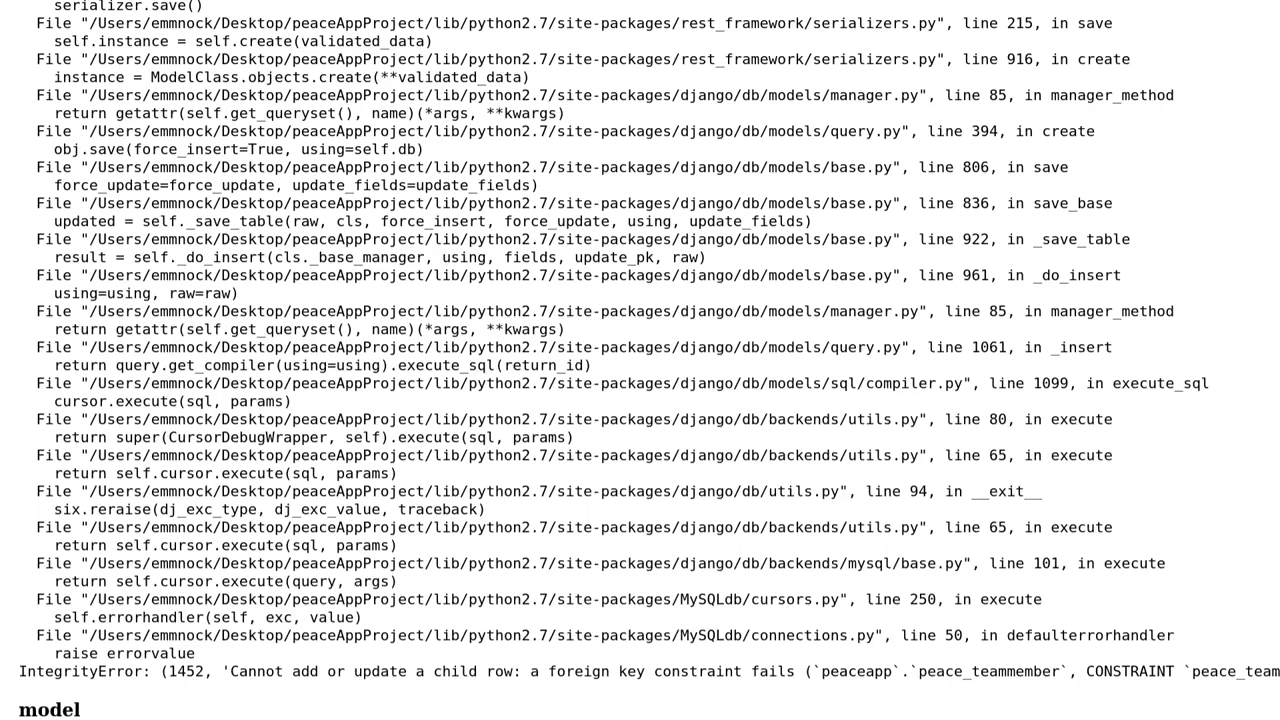 serializer.save()
File "/Users/emmnock/Desktop/peaceAppProject/lib/python2.7/site-packages/rest_framework/serializers.py", line 215, in save
self.instance = self.create(validated_data)
File "/Users/emmnock/Desktop/peaceAppProject/lib/python2.7/site-packages/rest_framework/serializers.py", line 916, in create
instance = ModelClass.objects.create(**validated_data)
File "/Users/emmnock/Desktop/peaceAppProject/lib/python2.7/site-packages/django/db/models/manager.py", line 85, in manager_method
return getattr(self.get_queryset(), name)(*args, **kwargs)
File "/Users/emmnock/Desktop/peaceAppProject/lib/python2.7/site-packages/django/db/models/query.py", line 394, in create
obj.save(force_insert=True, using=self.db)
File "/Users/emmnock/Desktop/peaceAppProject/lib/python2.7/site-packages/django/db/models/base.py", line 806, in save
force_update=force_update, update_fields=update_fields)
File "/Users/emmnock/Desktop/peaceAppProject/lib/python2.7/site-packages/django/db/models/base.py", line 836, in save_base
updated = self._save_table(raw, cls, force_insert, force_update, using, update_fields)
File "/Users/emmnock/Desktop/peaceAppProject/lib/python2.7/site-packages/django/db/models/base.py", line 922, in _save_table
result = self._do_insert(cls._base_manager, using, fields, update_pk, raw)
File "/Users/emmnock/Desktop/peaceAppProject/lib/python2.7/site-packages/django/db/models/base.py", line 961, in _do_insert
using=using, raw=raw)
File "/Users/emmnock/Desktop/peaceAppProject/lib/python2.7/site-packages/django/db/models/manager.py", line 85, in manager_method
return getattr(self.get_queryset(), name)(*args, **kwargs)
File "/Users/emmnock/Desktop/peaceAppProject/lib/python2.7/site-packages/django/db/models/query.py", line 1061, in _insert
return query.get_compiler(using=using).execute_sql(return_id)
File "/Users/emmnock/Desktop/peaceAppProject/lib/python2.7/site-packages/django/db/models/sql/compiler.py", line 1099, in execute_sql
cursor.execute(sql, params)
File "/Users/emmnock/Desktop/peaceAppProject/lib/python2.7/site-packages/django/db/backends/utils.py", line 80, in execute
return super(CursorDebugWrapper, self).execute(sql, params)
File "/Users/emmnock/Desktop/peaceAppProject/lib/python2.7/site-packages/django/db/backends/utils.py", line 65, in execute
return self.cursor.execute(sql, params)
File "/Users/emmnock/Desktop/peaceAppProject/lib/python2.7/site-packages/django/db/utils.py", line 94, in __exit__
six.reraise(dj_exc_type, dj_exc_value, traceback)
File "/Users/emmnock/Desktop/peaceAppProject/lib/python2.7/site-packages/django/db/backends/utils.py", line 65, in execute
return self.cursor.execute(sql, params)
File "/Users/emmnock/Desktop/peaceAppProject/lib/python2.7/site-packages/django/db/backends/mysql/base.py", line 101, in execute
return self.cursor.execute(query, args)
File "/Users/emmnock/Desktop/peaceAppProject/lib/python2.7/site-packages/MySQLdb/cursors.py", line 250, in execute
self.errorhandler(self, exc, value)
File "/Users/emmnock/Desktop/peaceAppProject/lib/python2.7/site-packages/MySQLdb/connections.py", line 50, in defaulterrorhandler
raise errorvalue
IntegrityError: (1452, 'Cannot add or update a child row: a foreign key constraint fails (`peaceapp`.`peace_teammember`, CONSTRAINT `peace_team
model